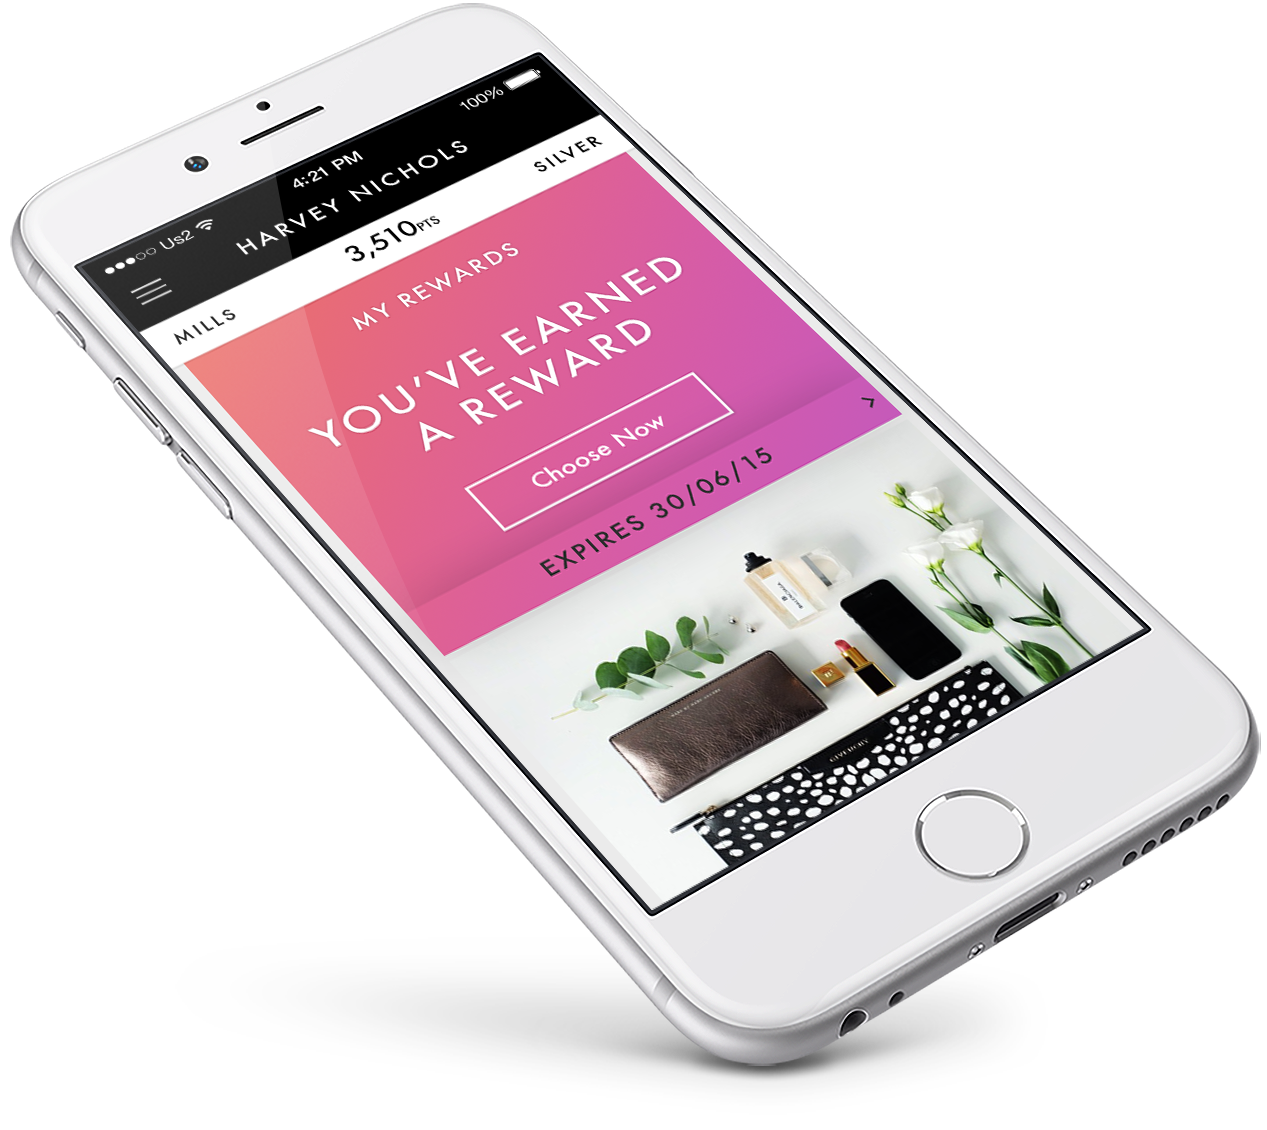 Us2 4:21 PM 100%
HARVEY NICHOLS
MILLS 3,510PTS SILVER
MY REWARDS
YOU'VE EARNED
A REWARD
Choose Now
EXPIRES 30/06/15
BALENCIAGA
GIVENCHY